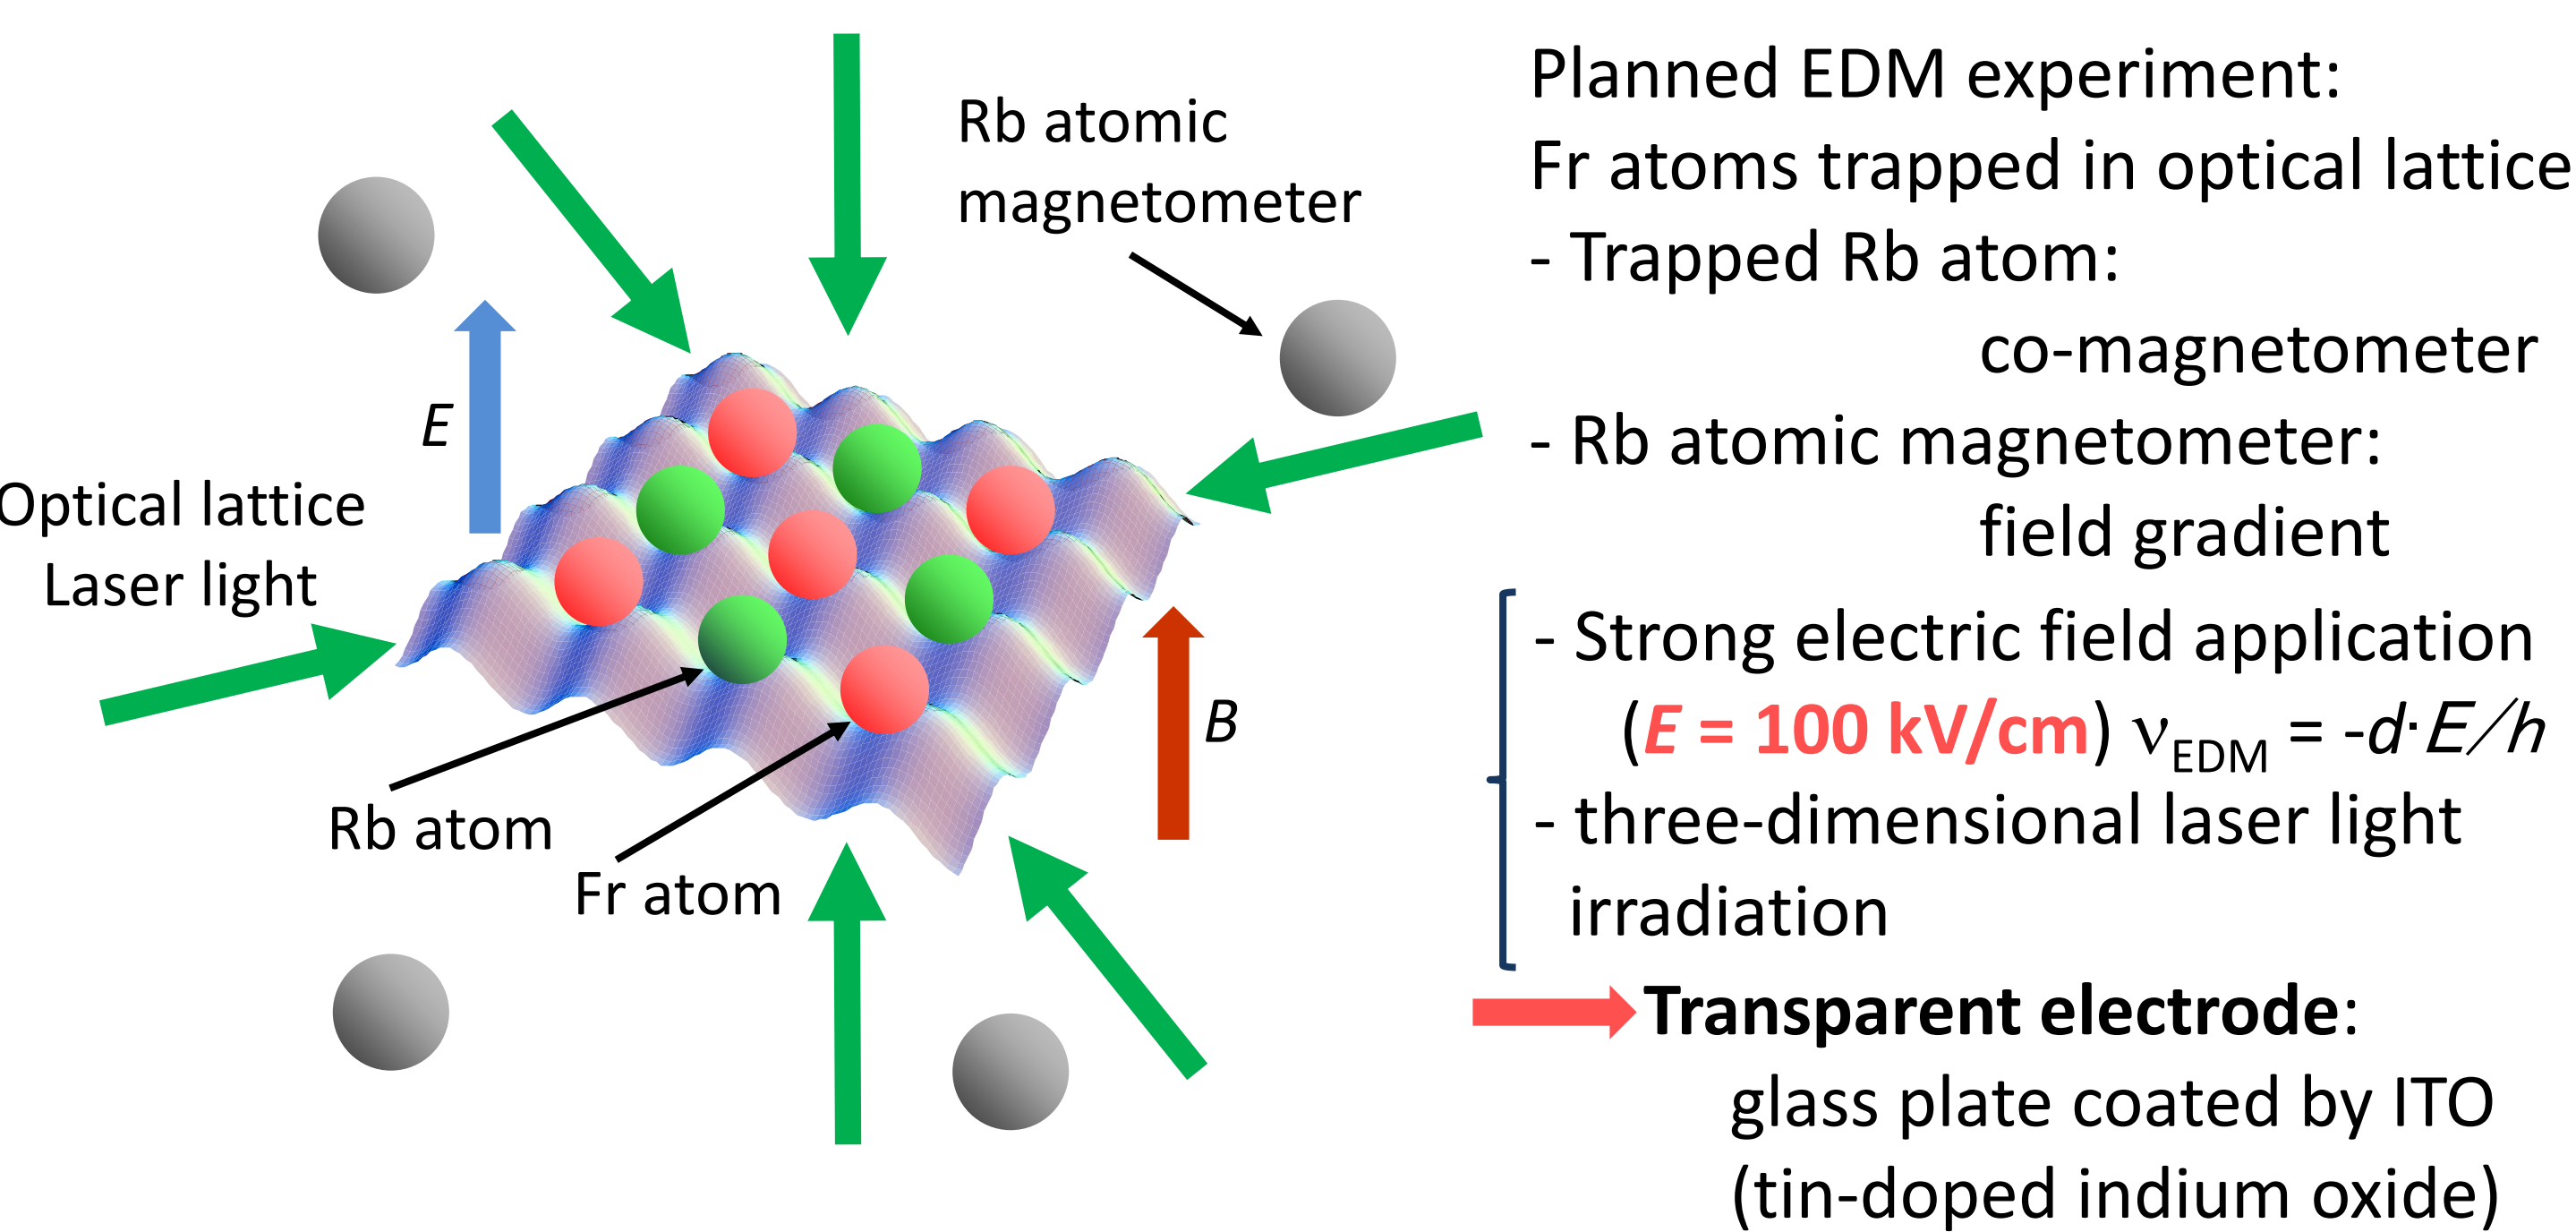 Rb atomic
magnetometer
E
Optical lattice
Laser light
B
Rb atom
Fr atom
Planned EDM experiment:
Fr atoms trapped in optical lattice
- Trapped Rb atom:
co-magnetometer
- Rb atomic magnetometer:
field gradient
- Strong electric field application
(E = 100 kV/cm) νEDM = -d·E/h
- three-dimensional laser light
irradiation
Transparent electrode:
glass plate coated by ITO
(tin-doped indium oxide)